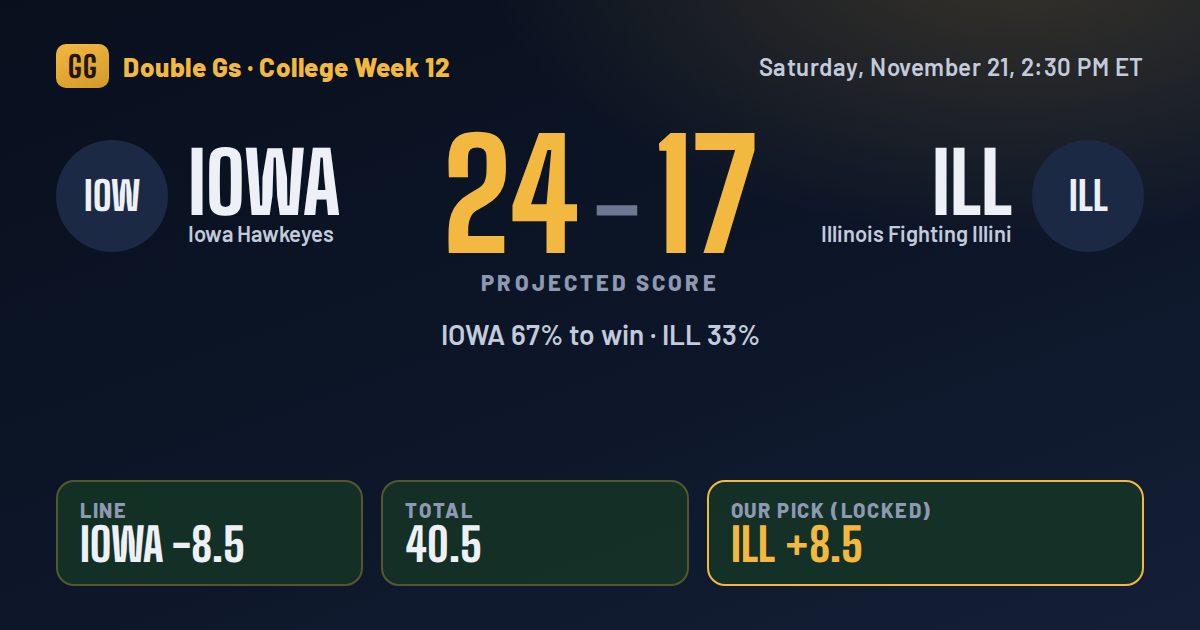 GG Double Gs · College Week 12
Saturday, November 21, 2:30 PM ET
IOW
IOWA
Iowa Hawkeyes
24 – 17
PROJECTED SCORE
IOWA 67% to win · ILL 33%
ILL
Illinois Fighting Illini
ILL
LINE
IOWA −8.5
TOTAL
40.5
OUR PICK (LOCKED)
ILL +8.5